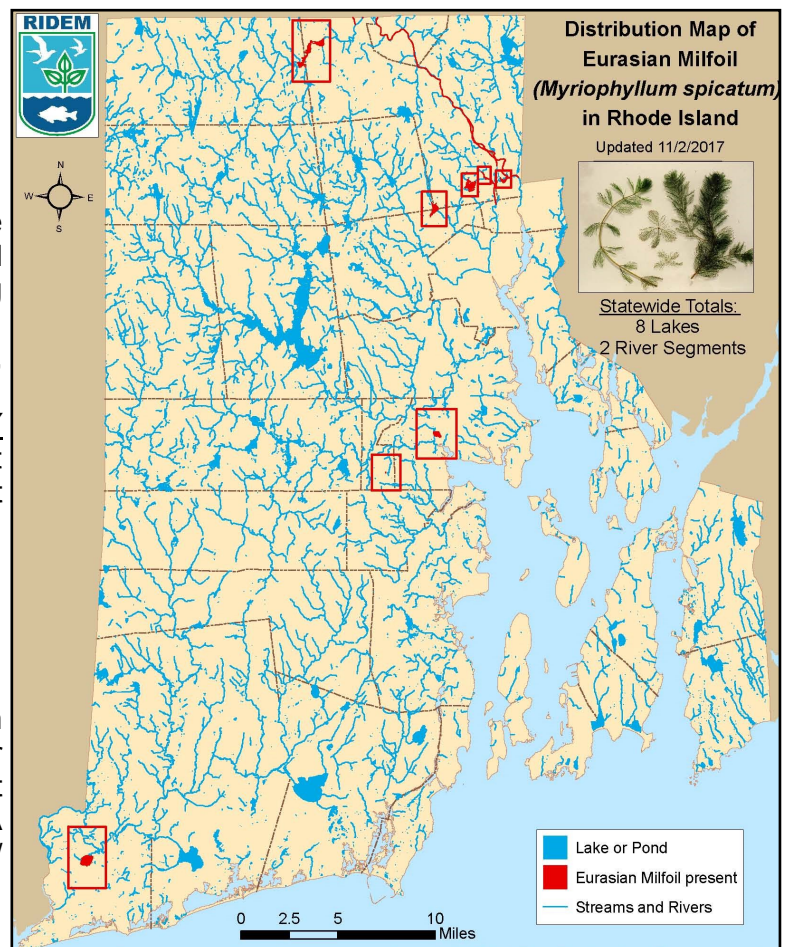 RIDEM
Distribution Map of
Eurasian Milfoil
(Myriophyllum spicatum)
in Rhode Island
Updated 11/2/2017
N
W
E
S
Statewide Totals:
8 Lakes
2 River Segments
Lake or Pond
Eurasian Milfoil present
Streams and Rivers
0 2.5 5 10
Miles